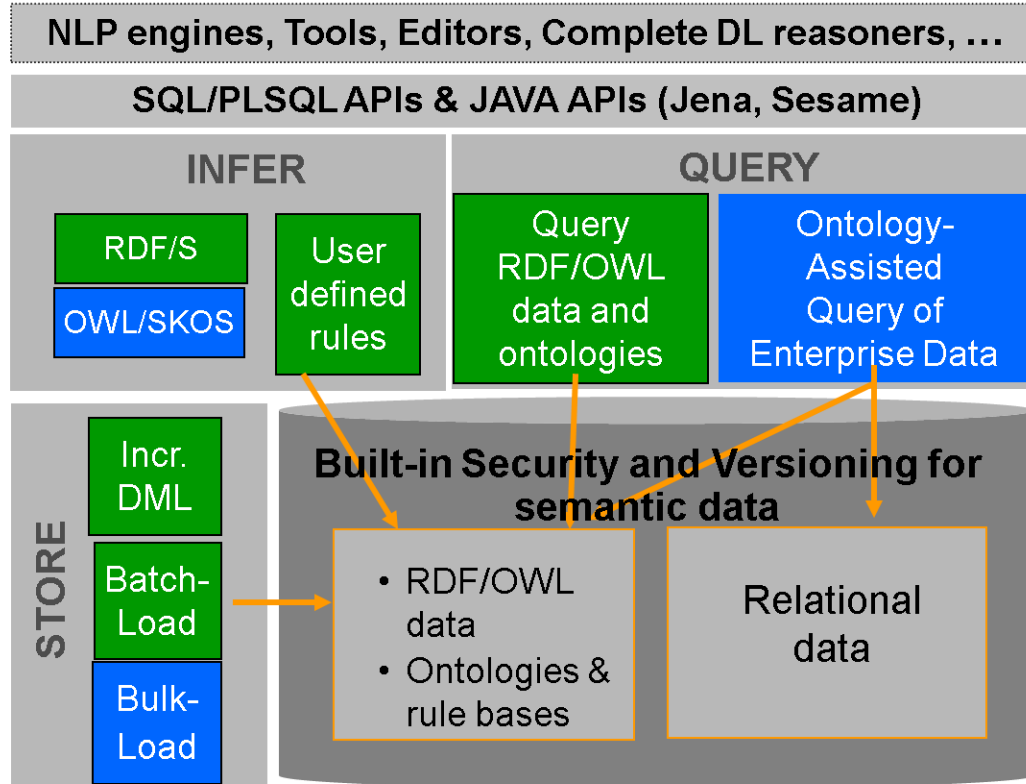 NLP engines, Tools, Editors, Complete DL reasoners, …
SQL/PLSQL APIs & JAVA APIs (Jena, Sesame)
INFER
RDF/S
OWL/SKOS
User
defined
rules
QUERY
Query
RDF/OWL
data and
ontologies
Ontology-
Assisted
Query of
Enterprise Data
STORE
Incr.
DML
Batch-
Load
Bulk-
Load
Built-in Security and Versioning for
semantic data
• RDF/OWL
data
• Ontologies &
rule bases
Relational
data